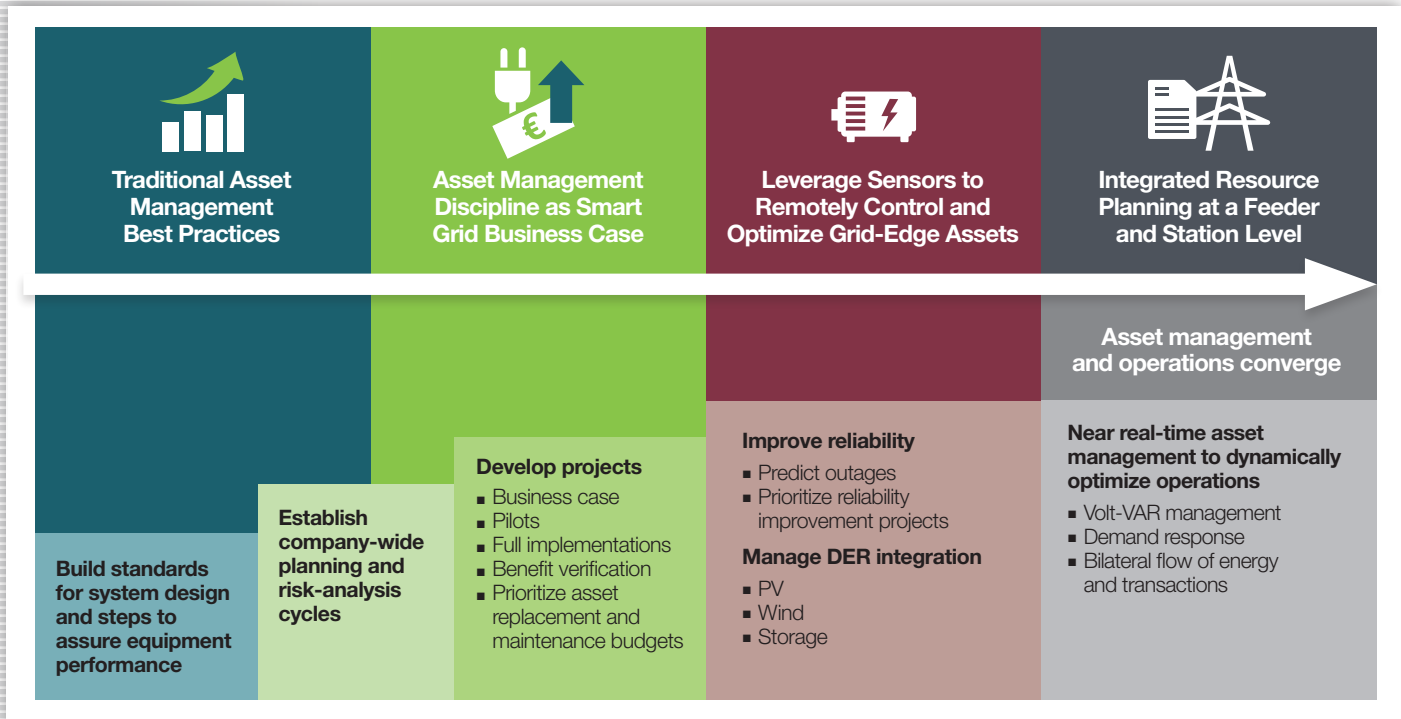 €
Traditional Asset
Management
Best Practices
Asset Management
Discipline as Smart
Grid Business Case
Leverage Sensors to
Remotely Control and
Optimize Grid-Edge Assets
Integrated Resource
Planning at a Feeder
and Station Level
Asset management
and operations converge
Build standards
for system design
and steps to
assure equipment
performance
Establish
company-wide
planning and
risk-analysis
cycles
Develop projects
■ Business case
■ Pilots
■ Full implementations
■ Benefit verification
■ Prioritize asset
replacement and
maintenance budgets
Improve reliability
■ Predict outages
■ Prioritize reliability
improvement projects
Manage DER integration
■ PV
■ Wind
■ Storage
Near real-time asset
management to dynamically
optimize operations
■ Volt-VAR management
■ Demand response
■ Bilateral flow of energy
and transactions